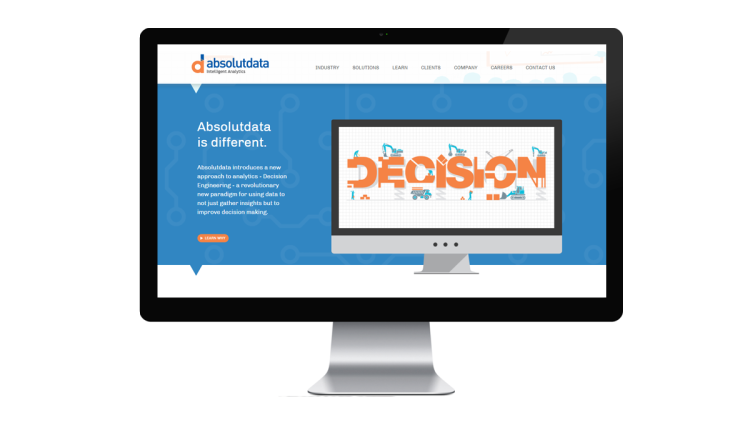 absolutdata
Intelligent Analytics
INDUSTRY SOLUTIONS LEARN CLIENTS COMPANY CAREERS CONTACT US
Absolutdata
is different.
Absolutdata introduces a new
approach to analytics - Decision
Engineering - a revolutionary
new paradigm for using data to
not just gather insights but to
improve decision making.
LEARN WHY
DECISION